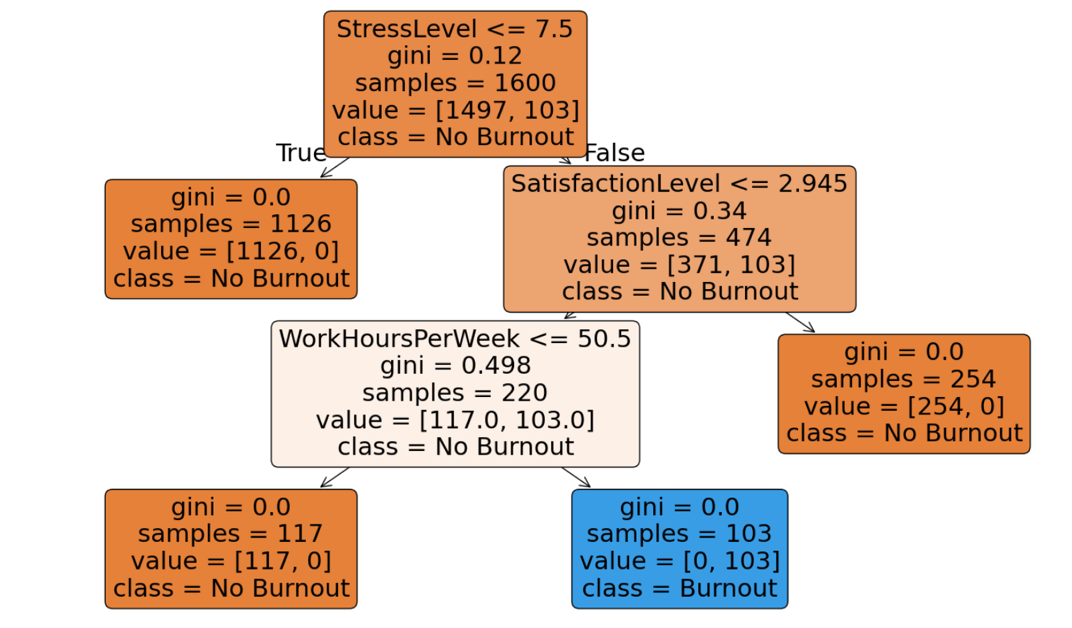 StressLevel <= 7.5
gini = 0.12
samples = 1600
value = [1497, 103]
class = No Burnout
True
False
gini = 0.0
samples = 1126
value = [1126, 0]
class = No Burnout
SatisfactionLevel <= 2.945
gini = 0.34
samples = 474
value = [371, 103]
class = No Burnout
WorkHoursPerWeek <= 50.5
gini = 0.498
samples = 220
value = [117.0, 103.0]
class = No Burnout
gini = 0.0
samples = 254
value = [254, 0]
class = No Burnout
gini = 0.0
samples = 117
value = [117, 0]
class = No Burnout
gini = 0.0
samples = 103
value = [0, 103]
class = Burnout